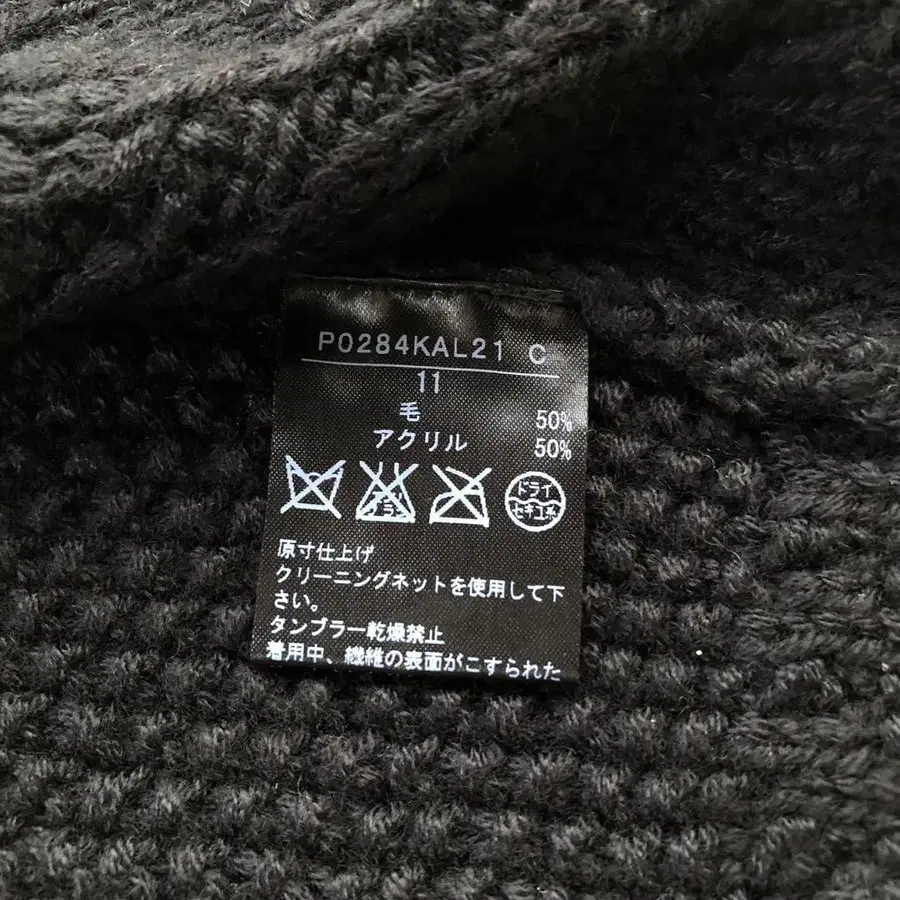 P0284KAL21 C
11
毛 50%
アクリル 50%
ドライ
セキユ系
原寸仕上げ
クリーニングネットを使用して下
さい。
タンブラー乾燥禁止
着用中、繊維の表面がこすられた